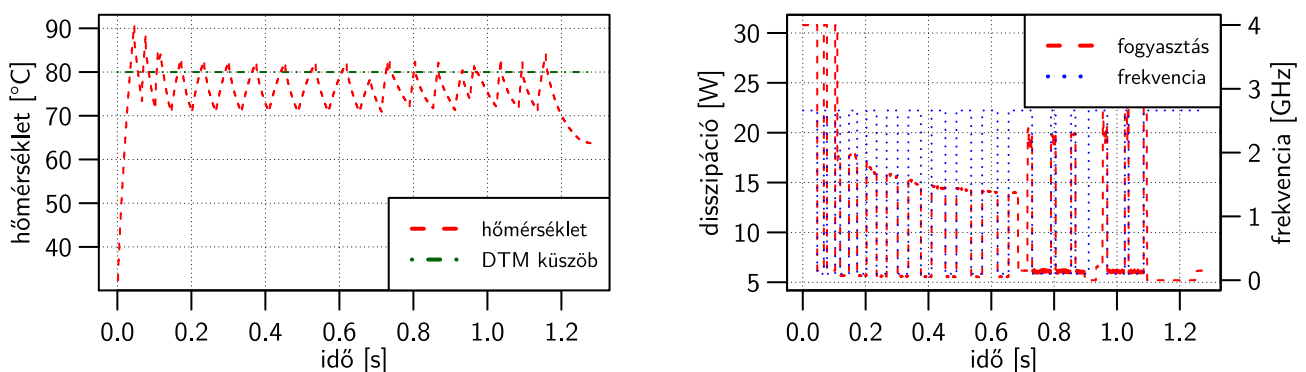 hőmérséklet [°C]
90
80
70
60
50
40
hőmérséklet
DTM küszöb
0.0 0.2 0.4 0.6 0.8 1.0 1.2
idő [s]
disszipáció [W]
30
25
20
15
10
5
fogyasztás
frekvencia
4
3
2
1
0
frekvencia [GHz]
0.0 0.2 0.4 0.6 0.8 1.0 1.2
idő [s]